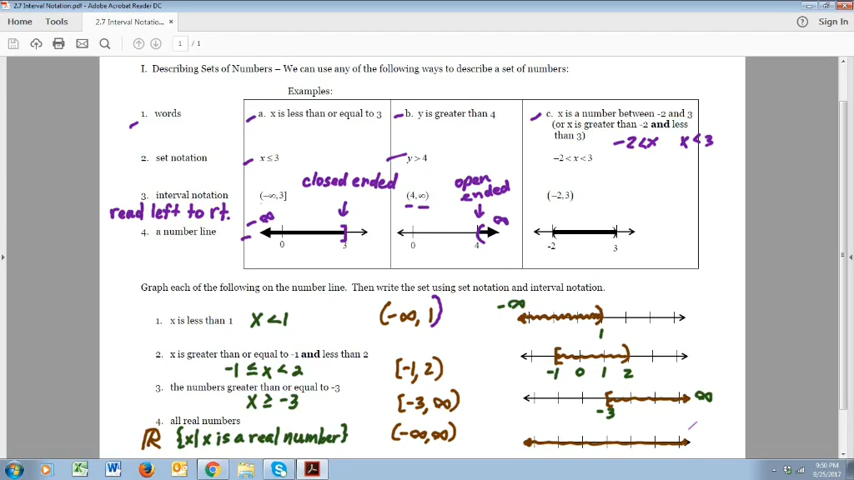 2.7 Interval Notation.pdf - Adobe Acrobat Reader DC
Home Tools 2.7 Interval Notatio... × Sign In
1 / 1
I. Describing Sets of Numbers – We can use any of the following ways to describe a set of numbers:
Examples:
1. words a. x is less than or equal to 3 b. y is greater than 4 c. x is a number between -2 and 3
(or x is greater than -2 and less
than 3) -2<x x<3
2. set notation x ≤ 3 y > 4 −2 < x < 3
closed ended open ended
3. interval notation (−∞,3] (4,∞) (−2,3)
read left to rt. -∞ ∞
4. a number line 0 3 0 4 -2 3
Graph each of the following on the number line. Then write the set using set notation and interval notation.
1. x is less than 1 x<1 (-∞, 1) -∞ 1
2. x is greater than or equal to -1 and less than 2
-1 ≤ x < 2 [-1, 2) -1 0 1 2
3. the numbers greater than or equal to -3
x ≥ -3 [-3, ∞) -3 ∞
4. all real numbers
ℝ {x|x is a real number} (-∞,∞)
9:50 PM
8/25/2017